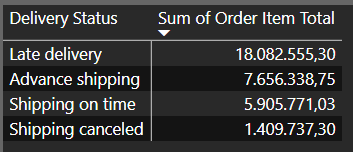 Delivery Status Sum of Order Item Total
Late delivery 18.082.555,30
Advance shipping 7.656.338,75
Shipping on time 5.905.771,03
Shipping canceled 1.409.737,30